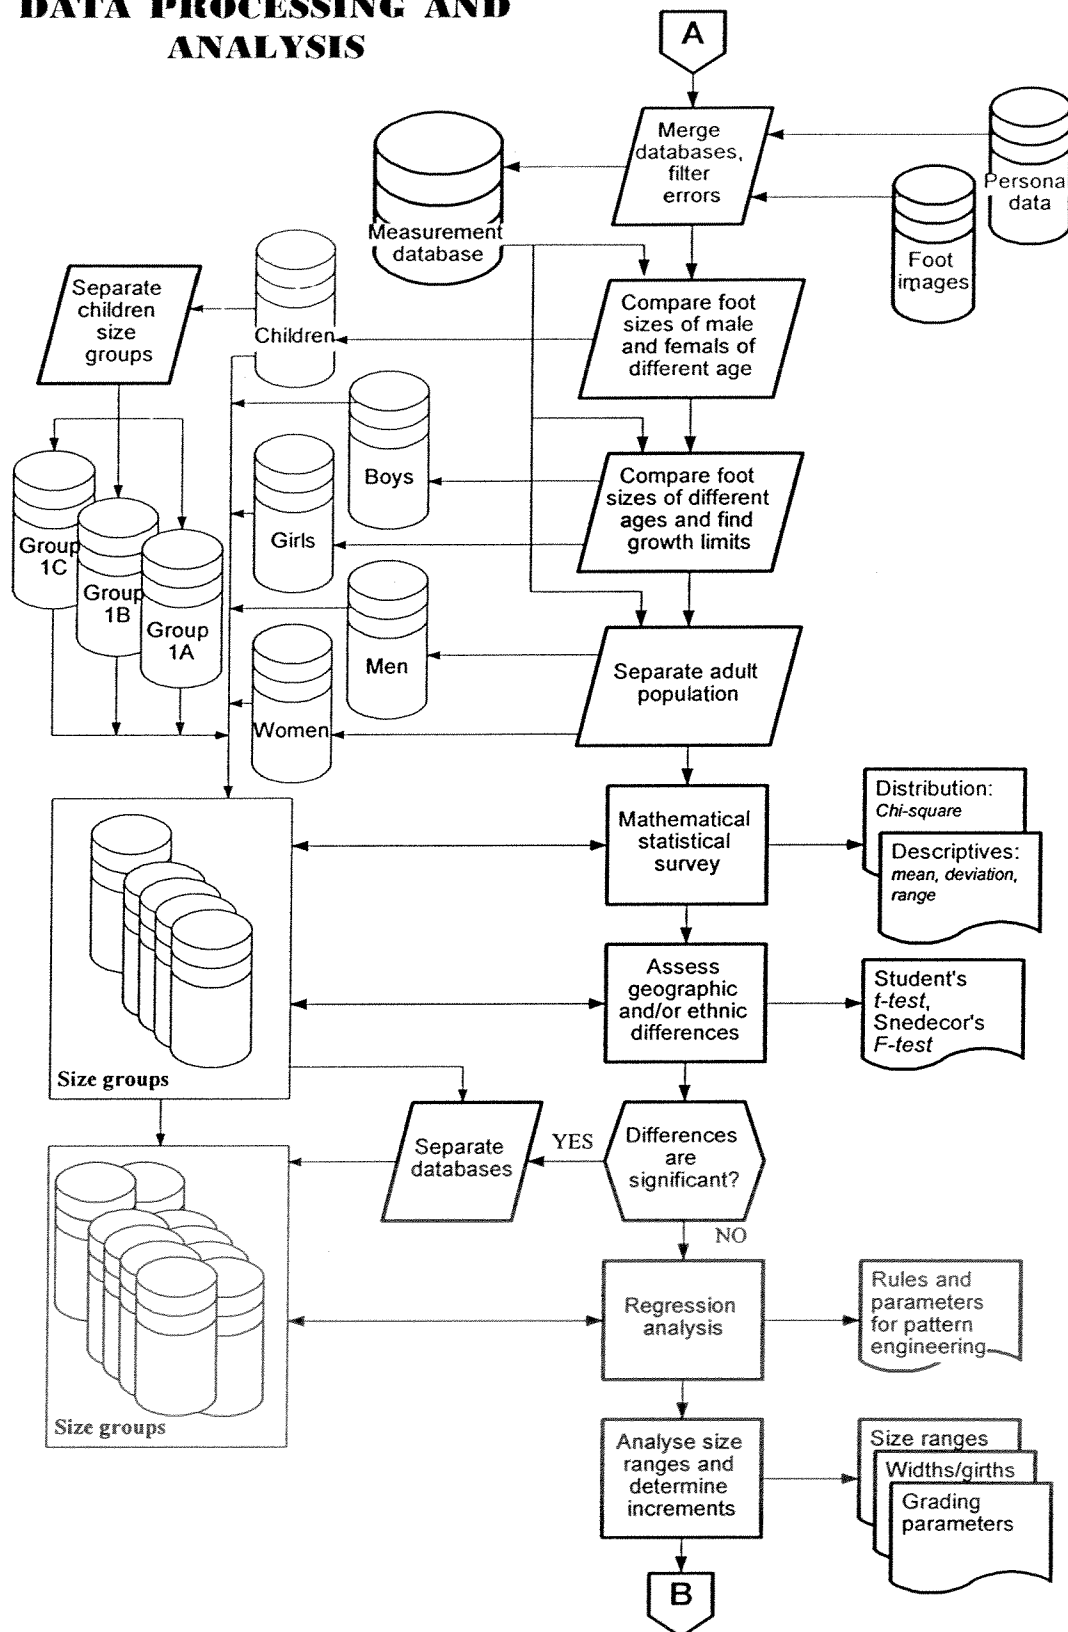 DATA PROCESSING AND
ANALYSIS
A
Merge
databases,
filter
errors
Personal
data
Foot
images
Measurement
database
Separate
children
size
groups
Children
Compare foot
sizes of male
and femals of
different age
Boys
Compare foot
sizes of different
ages and find
growth limits
Girls
Group
1C
Group
1B
Group
1A
Men
Separate adult
population
Women
Mathematical
statistical
survey
Distribution:
Chi-square
Descriptives:
mean, deviation,
range
Assess
geographic
and/or ethnic
differences
Student's
t-test,
Snedecor's
F-test
Size groups
Separate
databases
YES
Differences
are
significant?
NO
Regression
analysis
Rules and
parameters
for pattern
engineering
Size groups
Analyse size
ranges and
determine
increments
Size ranges
Widths/girths
Grading
parameters
B